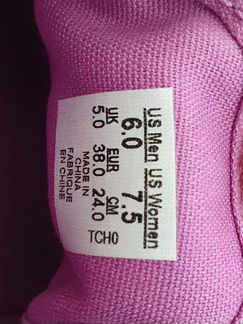 US Men US Women
6.0 7.5
UK EUR CM
5.0 38.0 24.0
MADE IN
CHINA
FABRIQUE
EN CHINE
TCH0